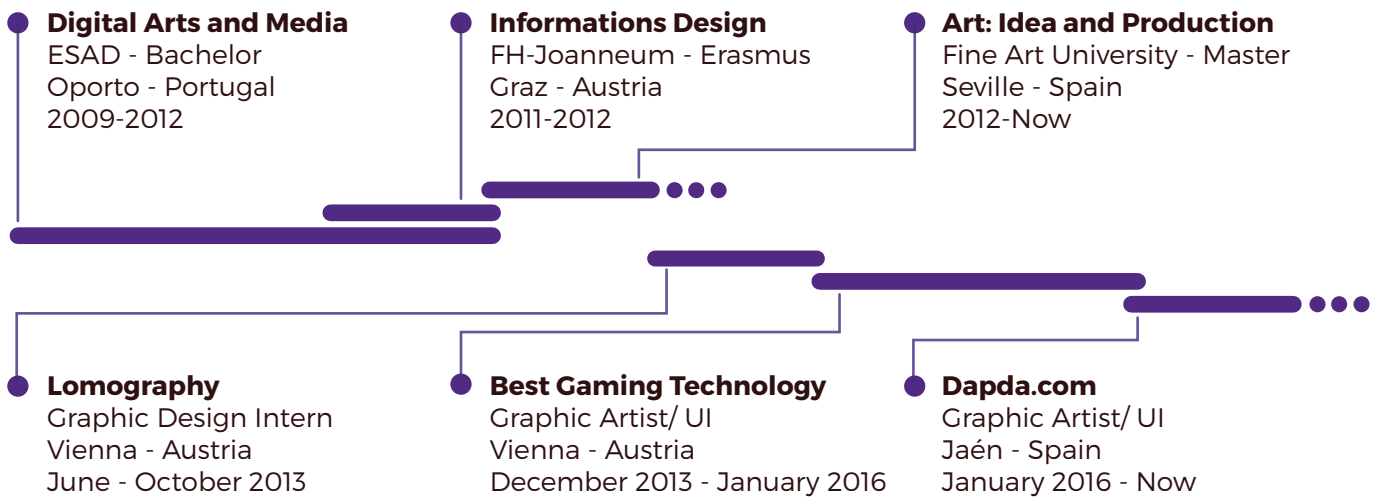 Digital Arts and Media
ESAD - Bachelor
Oporto - Portugal
2009-2012
Informations Design
FH-Joanneum - Erasmus
Graz - Austria
2011-2012
Art: Idea and Production
Fine Art University - Master
Seville - Spain
2012-Now
Lomography
Graphic Design Intern
Vienna - Austria
June - October 2013
Best Gaming Technology
Graphic Artist/ UI
Vienna - Austria
December 2013 - January 2016
Dapda.com
Graphic Artist/ UI
Jaén - Spain
January 2016 - Now